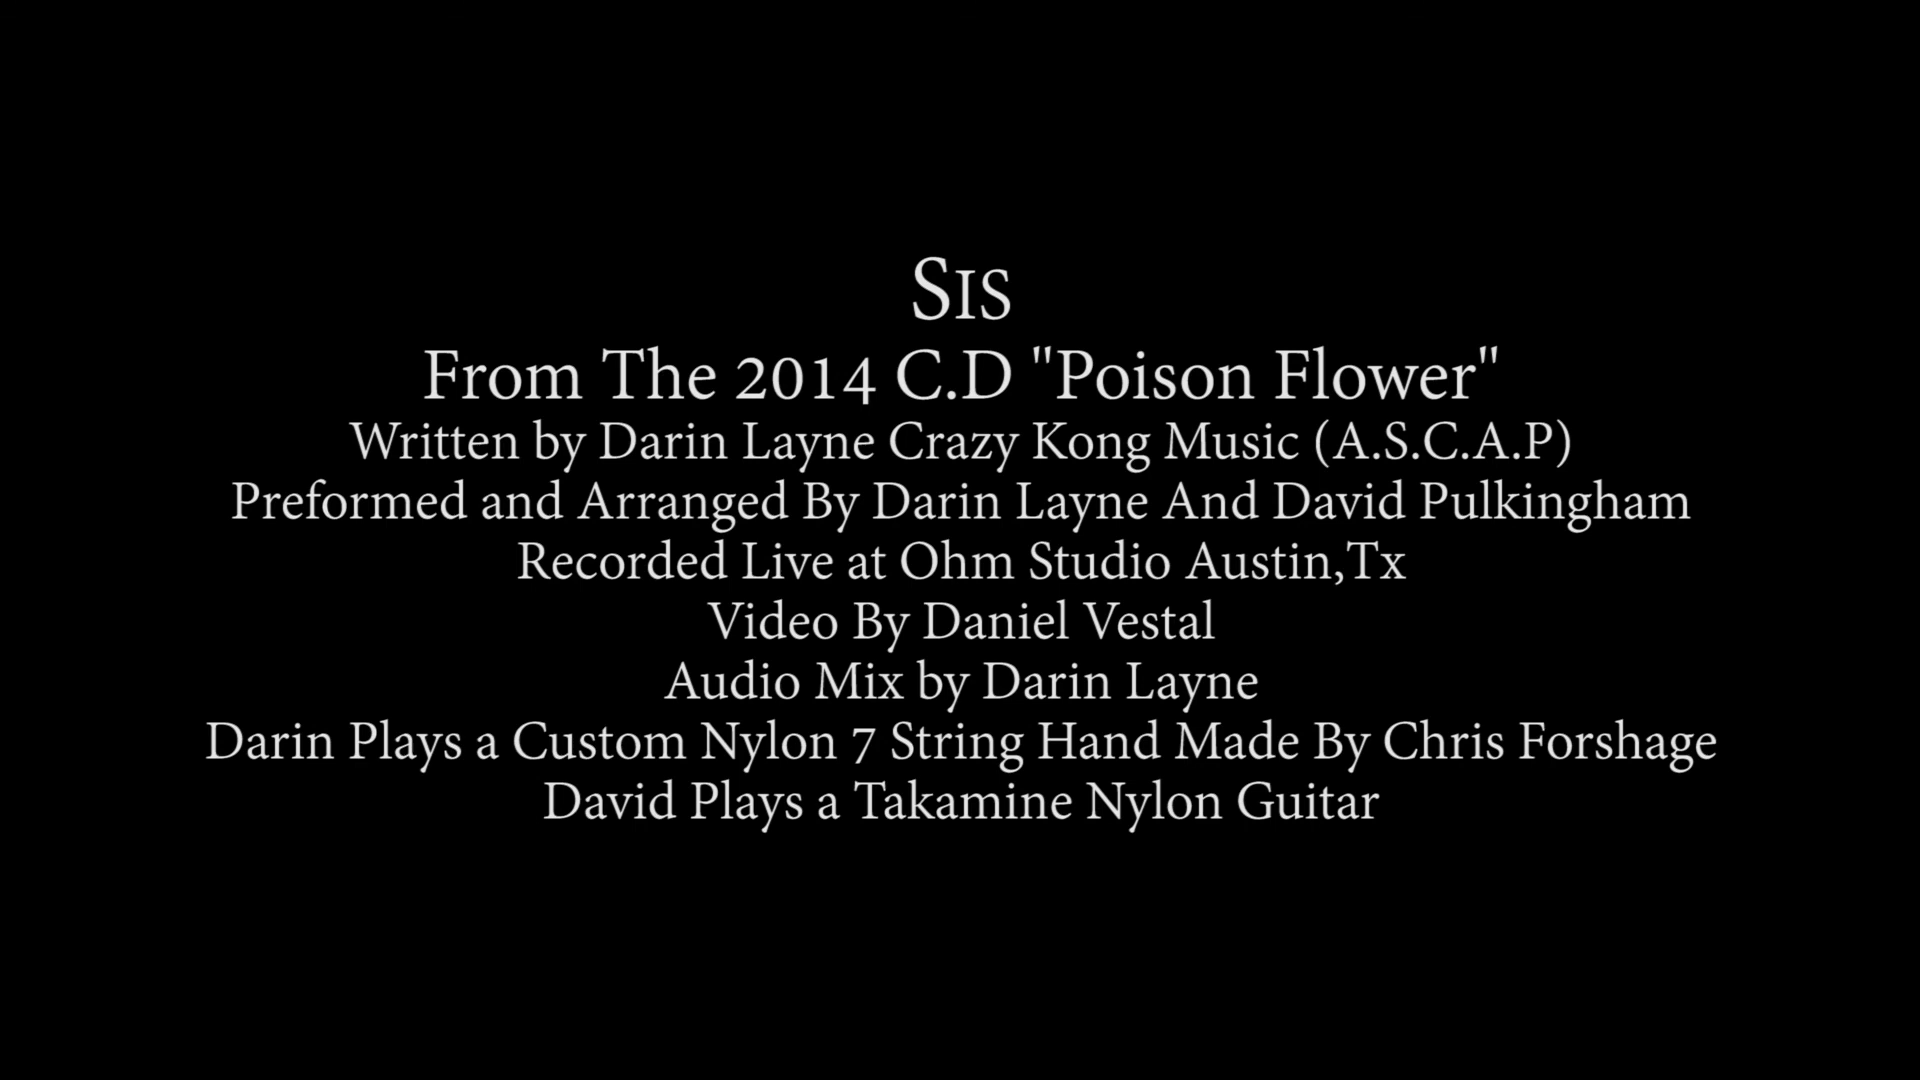 Sis
From The 2014 C.D "Poison Flower"
Written by Darin Layne Crazy Kong Music (A.S.C.A.P)
Preformed and Arranged By Darin Layne And David Pulkingham
Recorded Live at Ohm Studio Austin,Tx
Video By Daniel Vestal
Audio Mix by Darin Layne
Darin Plays a Custom Nylon 7 String Hand Made By Chris Forshage
David Plays a Takamine Nylon Guitar